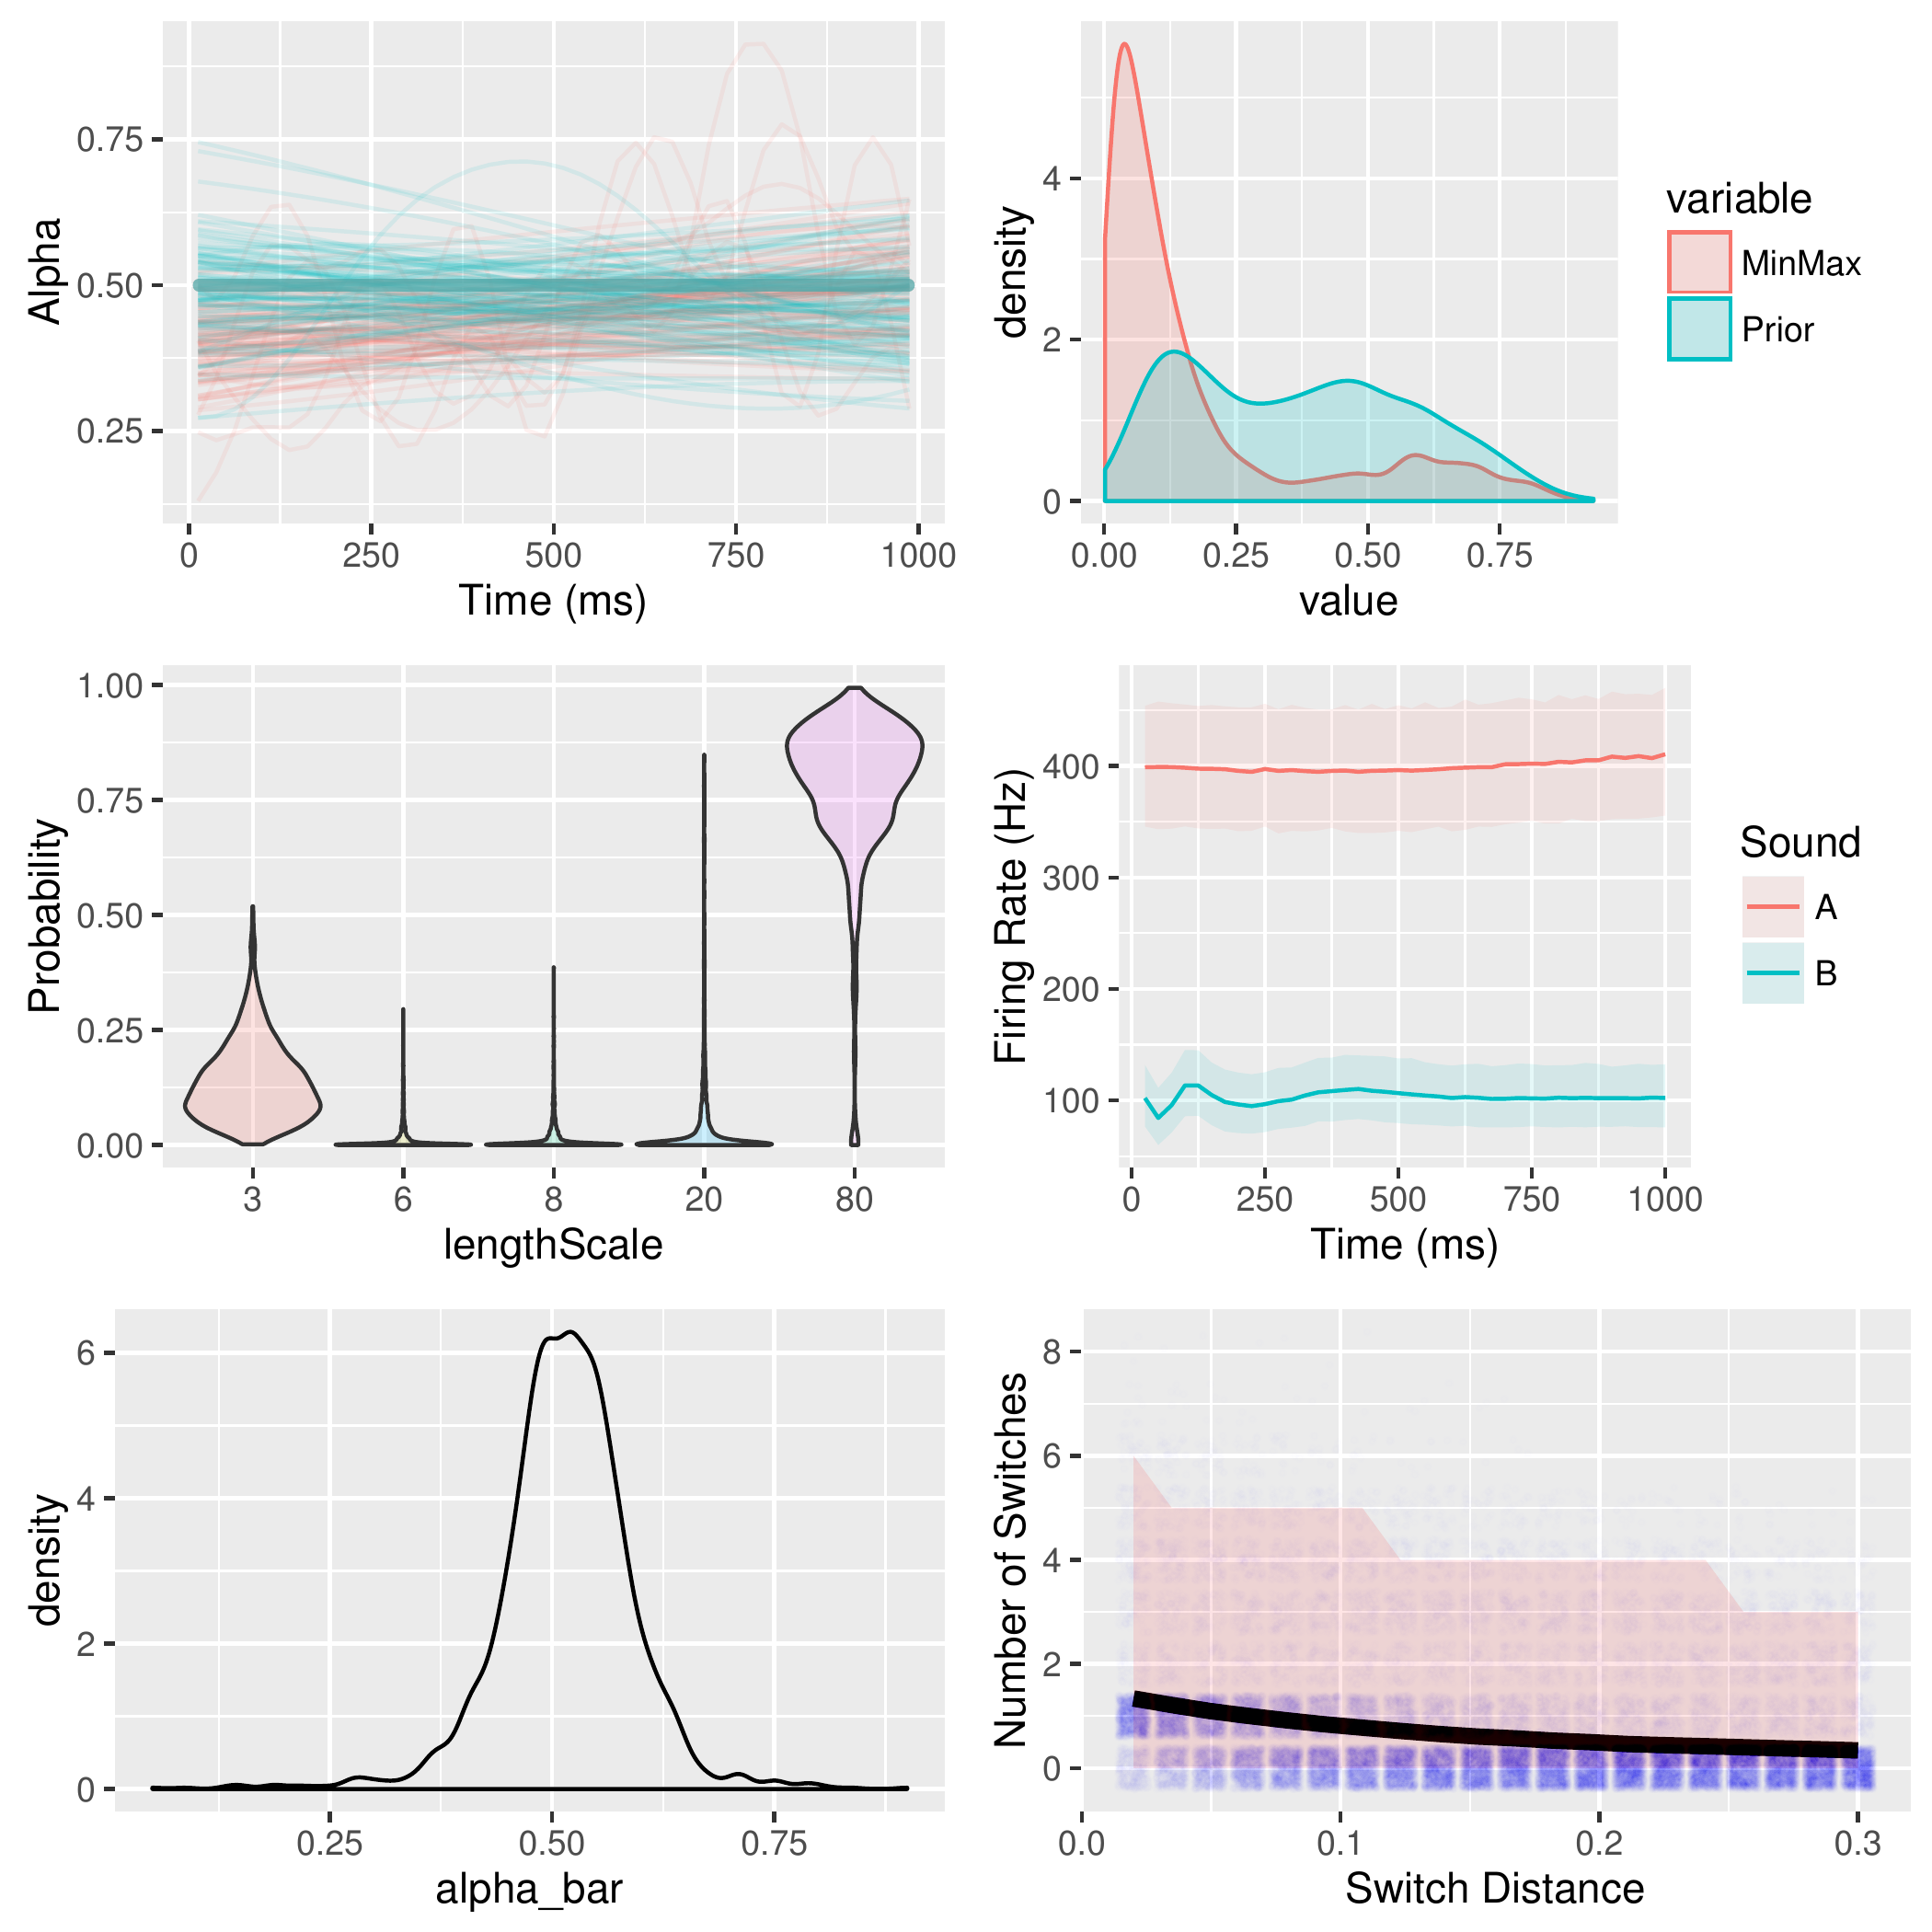 0.75
0.50
0.25
Alpha
0 250 500 750 1000
Time (ms)
4
2
0
density
0.00 0.25 0.50 0.75
value
variable
MinMax
Prior
1.00
0.75
0.50
0.25
0.00
Probability
3 6 8 20 80
lengthScale
400
300
200
100
Firing Rate (Hz)
0 250 500 750 1000
Time (ms)
Sound
A
B
6
4
2
0
density
0.25 0.50 0.75
alpha_bar
8
6
4
2
0
Number of Switches
0.0 0.1 0.2 0.3
Switch Distance